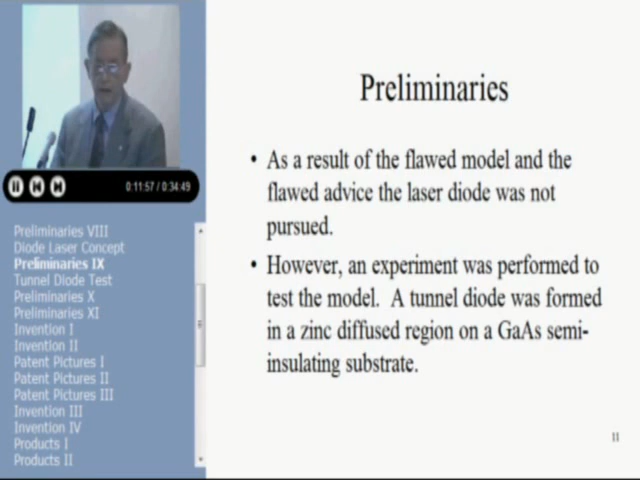 0:11:57 / 0:34:49
Preliminaries VIII
Diode Laser Concept
Preliminaries IX
Tunnel Diode Test
Preliminaries X
Preliminaries XI
Invention I
Invention II
Patent Pictures I
Patent Pictures II
Patent Pictures III
Invention III
Invention IV
Products I
Products II
Preliminaries
• As a result of the flawed model and the
flawed advice the laser diode was not
pursued.
• However, an experiment was performed to
test the model. A tunnel diode was formed
in a zinc diffused region on a GaAs semi-
insulating substrate.
11